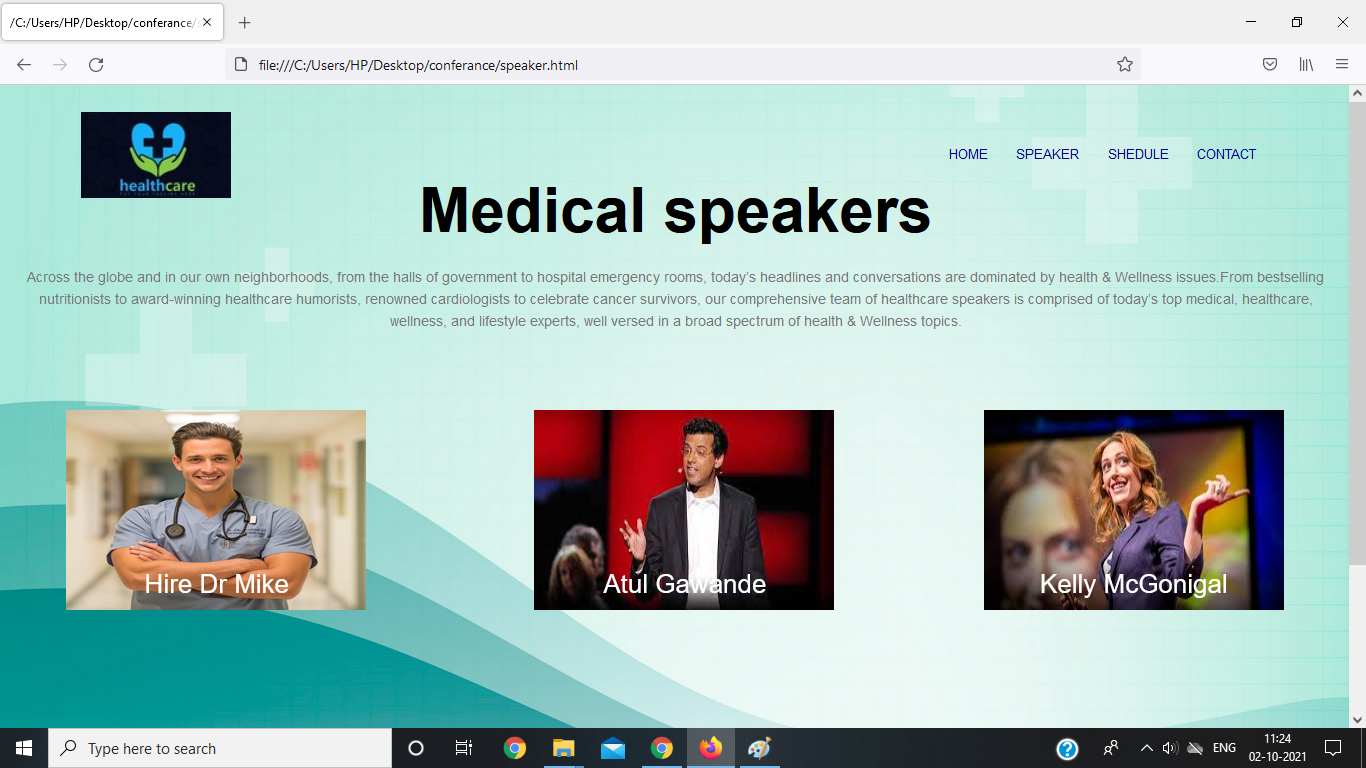 /C:/Users/HP/Desktop/conferance/
file:///C:/Users/HP/Desktop/conferance/speaker.html
healthcare
HOME SPEAKER SHEDULE CONTACT
Medical speakers
Across the globe and in our own neighborhoods, from the halls of government to hospital emergency rooms, today's headlines and conversations are dominated by health & Wellness issues.From bestselling
nutritionists to award-winning healthcare humorists, renowned cardiologists to celebrate cancer survivors, our comprehensive team of healthcare speakers is comprised of today's top medical, healthcare,
wellness, and lifestyle experts, well versed in a broad spectrum of health & Wellness topics.
Hire Dr Mike
Atul Gawande
Kelly McGonigal
Type here to search
ENG
11:24
02-10-2021